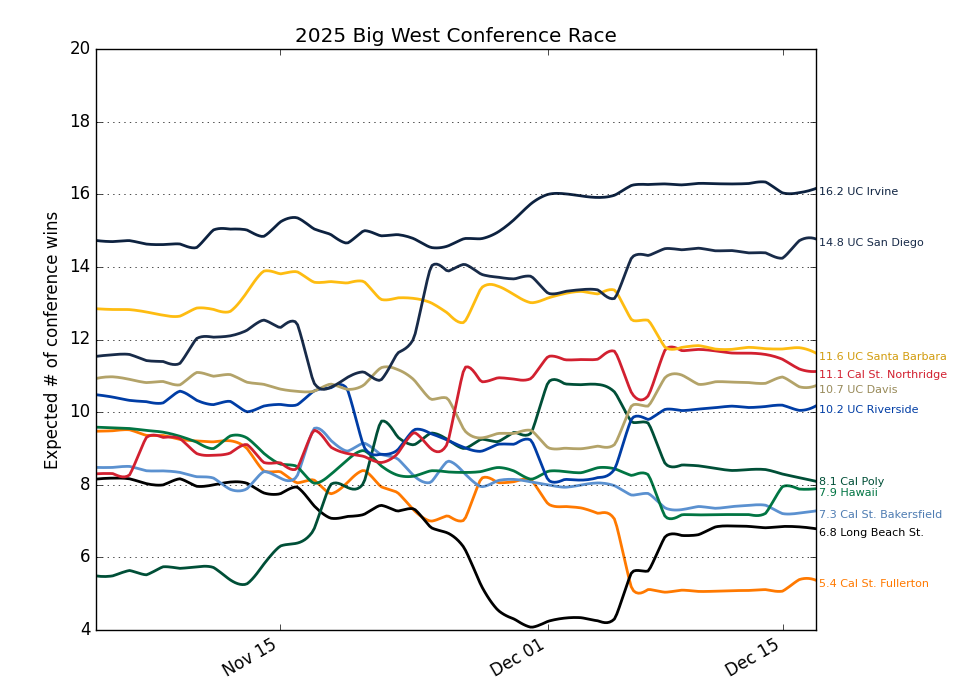 2025 Big West Conference Race
Expected # of conference wins
20
18
16
14
12
10
8
6
4
Nov 15
Dec 01
Dec 15
16.2 UC Irvine
14.8 UC San Diego
11.6 UC Santa Barbara
11.1 Cal St. Northridge
10.7 UC Davis
10.2 UC Riverside
8.1 Cal Poly
7.9 Hawaii
7.3 Cal St. Bakersfield
6.8 Long Beach St.
5.4 Cal St. Fullerton